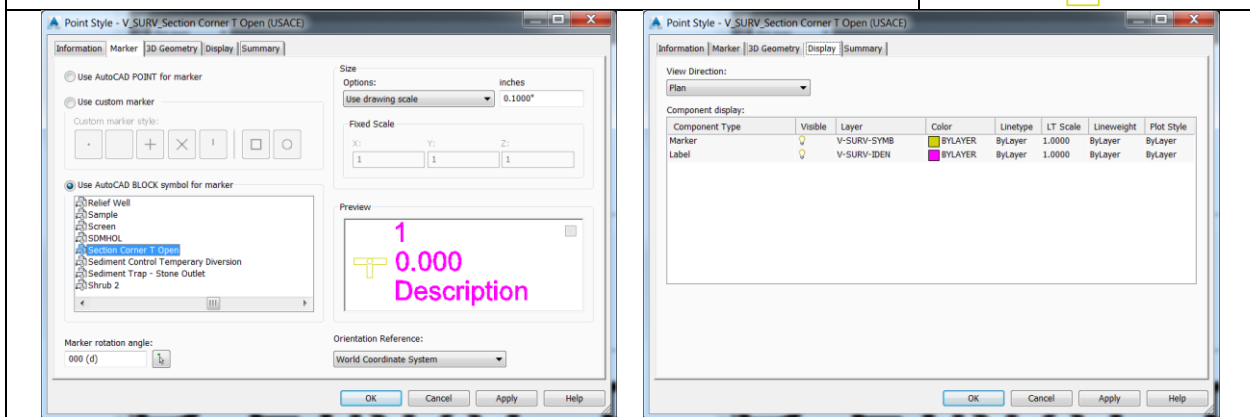 Point Style - V_SURV_Section Corner T Open (USACE)
Information Marker 3D Geometry Display Summary
Use AutoCAD POINT for marker
Use custom marker
Custom marker style:
Use AutoCAD BLOCK symbol for marker
Relief Well
Sample
Screen
SDMHOL
Section Corner T Open
Sediment Control Temperary Diversion
Sediment Trap - Stone Outlet
Shrub 2
Marker rotation angle:
000 (d)
Size
Options: inches
Use drawing scale 0.1000"
Fixed Scale
X: Y: Z:
1 1 1
Preview
1
0.000
Description
Orientation Reference:
World Coordinate System
OK Cancel Apply Help
Point Style - V_SURV_Section Corner T Open (USACE)
Information Marker 3D Geometry Display Summary
View Direction:
Plan
Component display:
Component Type Visible Layer Color Linetype LT Scale Lineweight Plot Style
Marker V-SURV-SYMB BYLAYER ByLayer 1.0000 ByLayer ByLayer
Label V-SURV-IDEN BYLAYER ByLayer 1.0000 ByLayer ByLayer
OK Cancel Apply Help